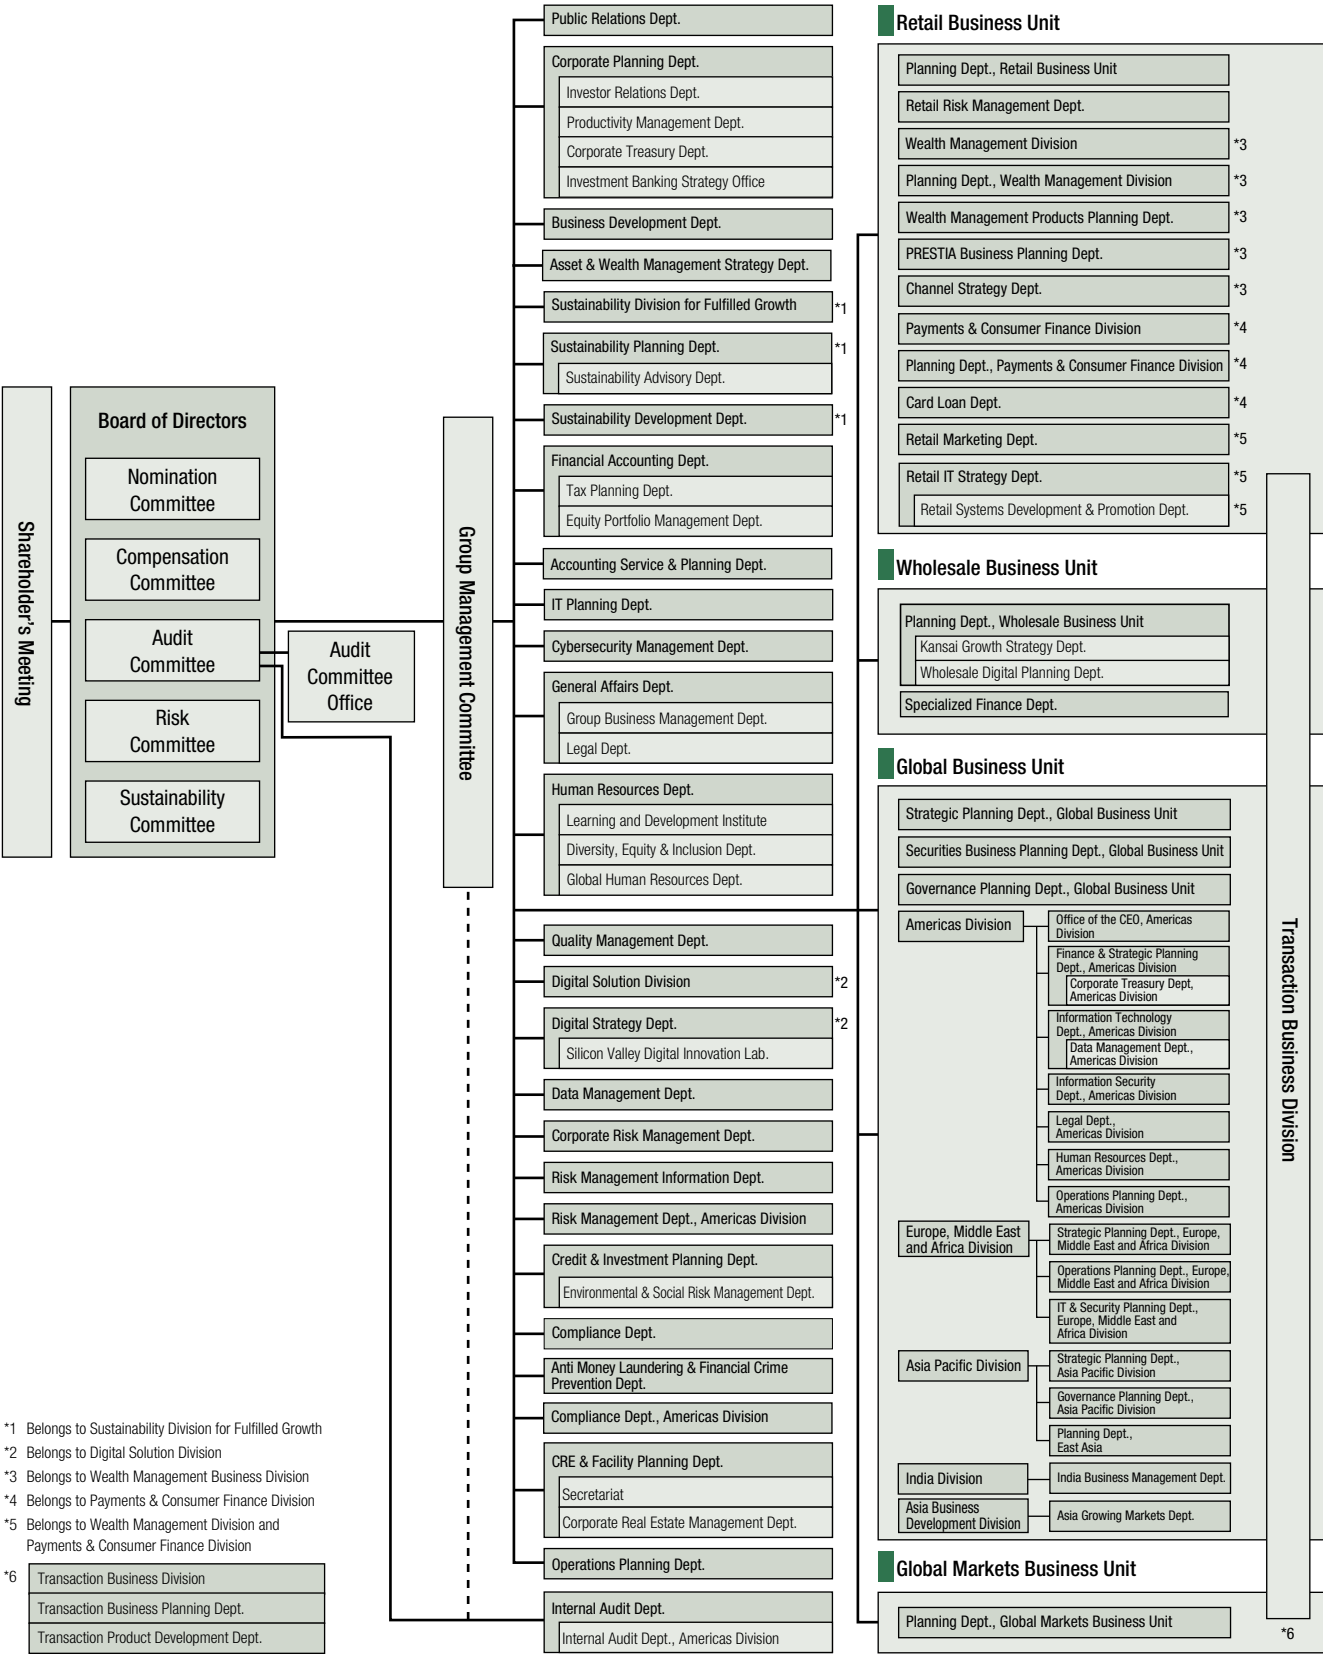 Shareholder's Meeting
Board of Directors
Nomination
Committee
Compensation
Committee
Audit
Committee
Risk
Committee
Sustainability
Committee
Audit
Committee
Office
Group Management Committee
Public Relations Dept.
Corporate Planning Dept.
Investor Relations Dept.
Productivity Management Dept.
Corporate Treasury Dept.
Investment Banking Strategy Office
Business Development Dept.
Asset & Wealth Management Strategy Dept.
Sustainability Division for Fulfilled Growth *1
Sustainability Planning Dept. *1
Sustainability Advisory Dept.
Sustainability Development Dept. *1
Financial Accounting Dept.
Tax Planning Dept.
Equity Portfolio Management Dept.
Accounting Service & Planning Dept.
IT Planning Dept.
Cybersecurity Management Dept.
General Affairs Dept.
Group Business Management Dept.
Legal Dept.
Human Resources Dept.
Learning and Development Institute
Diversity, Equity & Inclusion Dept.
Global Human Resources Dept.
Quality Management Dept.
Digital Solution Division *2
Digital Strategy Dept. *2
Silicon Valley Digital Innovation Lab.
Data Management Dept.
Corporate Risk Management Dept.
Risk Management Information Dept.
Risk Management Dept., Americas Division
Credit & Investment Planning Dept.
Environmental & Social Risk Management Dept.
Compliance Dept.
Anti Money Laundering & Financial Crime
Prevention Dept.
Compliance Dept., Americas Division
CRE & Facility Planning Dept.
Secretariat
Corporate Real Estate Management Dept.
Operations Planning Dept.
Internal Audit Dept.
Internal Audit Dept., Americas Division
Retail Business Unit
Planning Dept., Retail Business Unit
Retail Risk Management Dept.
Wealth Management Division *3
Planning Dept., Wealth Management Division *3
Wealth Management Products Planning Dept. *3
PRESTIA Business Planning Dept. *3
Channel Strategy Dept. *3
Payments & Consumer Finance Division *4
Planning Dept., Payments & Consumer Finance Division *4
Card Loan Dept. *4
Retail Marketing Dept. *5
Retail IT Strategy Dept. *5
Retail Systems Development & Promotion Dept. *5
Wholesale Business Unit
Planning Dept., Wholesale Business Unit
Kansai Growth Strategy Dept.
Wholesale Digital Planning Dept.
Specialized Finance Dept.
Global Business Unit
Strategic Planning Dept., Global Business Unit
Securities Business Planning Dept., Global Business Unit
Governance Planning Dept., Global Business Unit
Americas Division
Office of the CEO, Americas
Division
Finance & Strategic Planning
Dept., Americas Division
Corporate Treasury Dept,
Americas Division
Information Technology
Dept., Americas Division
Data Management Dept.,
Americas Division
Information Security
Dept., Americas Division
Legal Dept.,
Americas Division
Human Resources Dept.,
Americas Division
Operations Planning Dept.,
Americas Division
Europe, Middle East
and Africa Division
Strategic Planning Dept., Europe,
Middle East and Africa Division
Operations Planning Dept., Europe,
Middle East and Africa Division
IT & Security Planning Dept.,
Europe, Middle East and
Africa Division
Asia Pacific Division
Strategic Planning Dept.,
Asia Pacific Division
Governance Planning Dept.,
Asia Pacific Division
Planning Dept.,
East Asia
India Division
India Business Management Dept.
Asia Business
Development Division
Asia Growing Markets Dept.
Global Markets Business Unit
Planning Dept., Global Markets Business Unit
Transaction Business Division
*6
*1 Belongs to Sustainability Division for Fulfilled Growth
*2 Belongs to Digital Solution Division
*3 Belongs to Wealth Management Business Division
*4 Belongs to Payments & Consumer Finance Division
*5 Belongs to Wealth Management Division and
Payments & Consumer Finance Division
*6 Transaction Business Division
Transaction Business Planning Dept.
Transaction Product Development Dept.